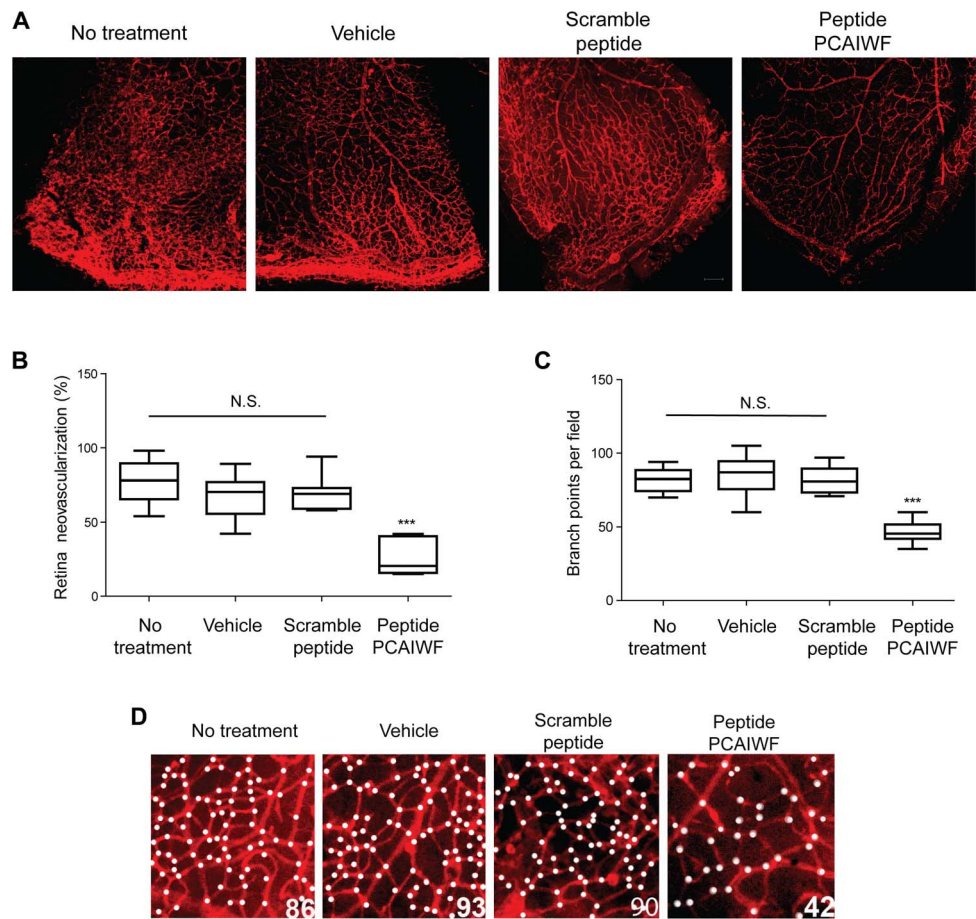 A
No treatment
Vehicle
Scramble
peptide
Peptide
PCAIWF
B
Retina neovascularization (%)
150
100
50
0
N.S.
***
No
treatment
Vehicle
Scramble
peptide
Peptide
PCAIWF
C
Branch points per field
150
100
50
0
N.S.
***
No
treatment
Vehicle
Scramble
peptide
Peptide
PCAIWF
D
No treatment
Vehicle
Scramble
peptide
Peptide
PCAIWF
86
93
90
42